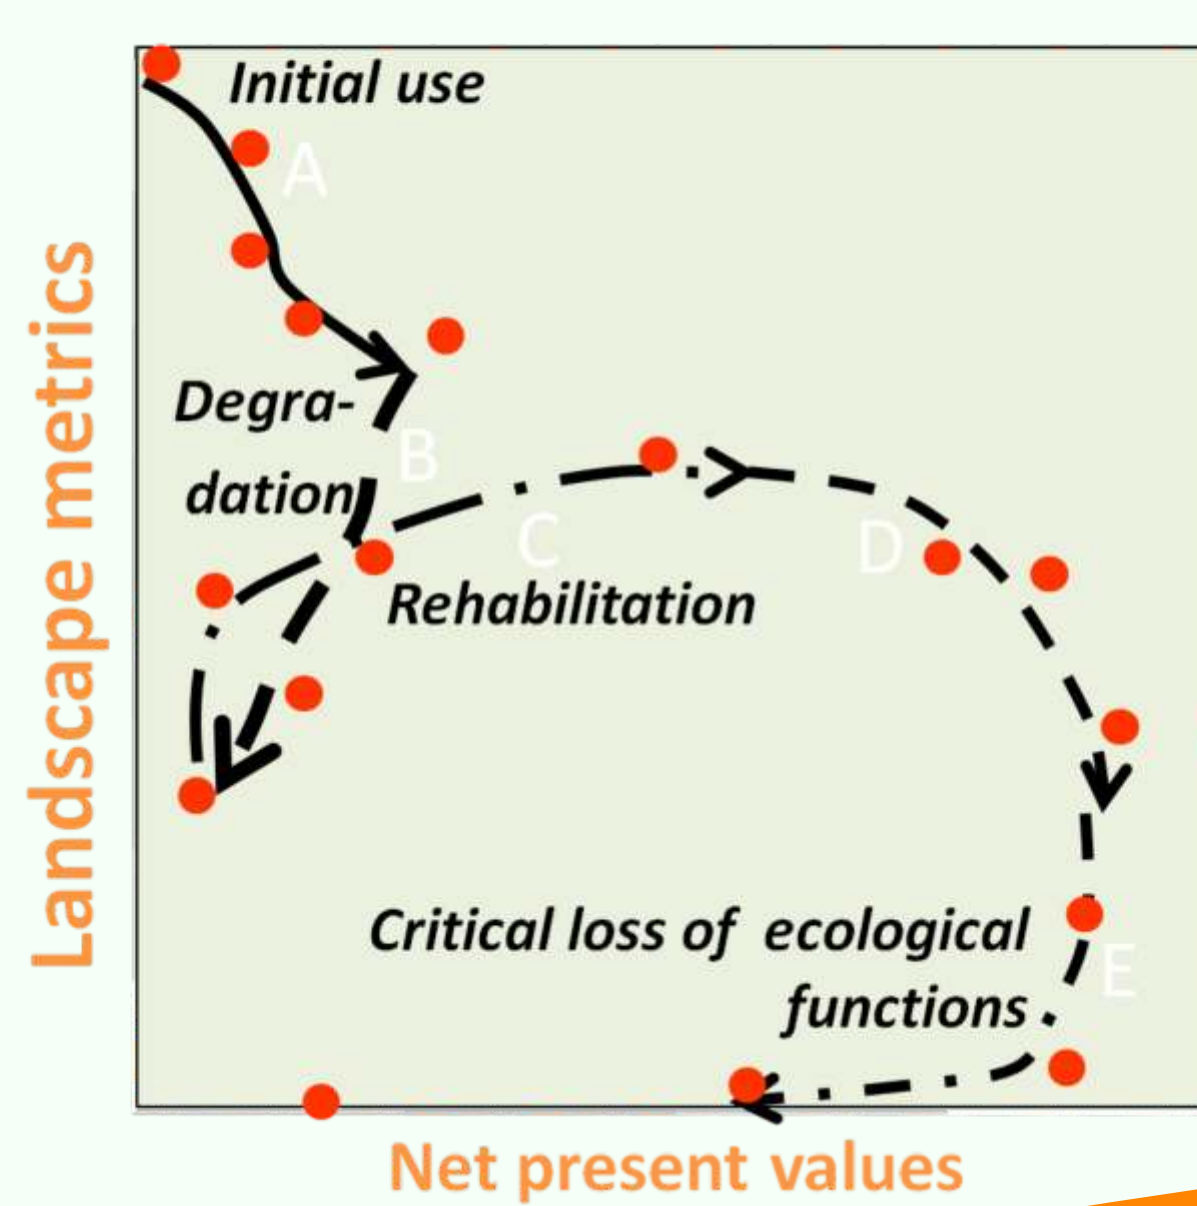 Initial use
A
Degra-
B
dation
C
D
Rehabilitation
Landscape metrics
Critical loss of ecological
E
functions
Net present values